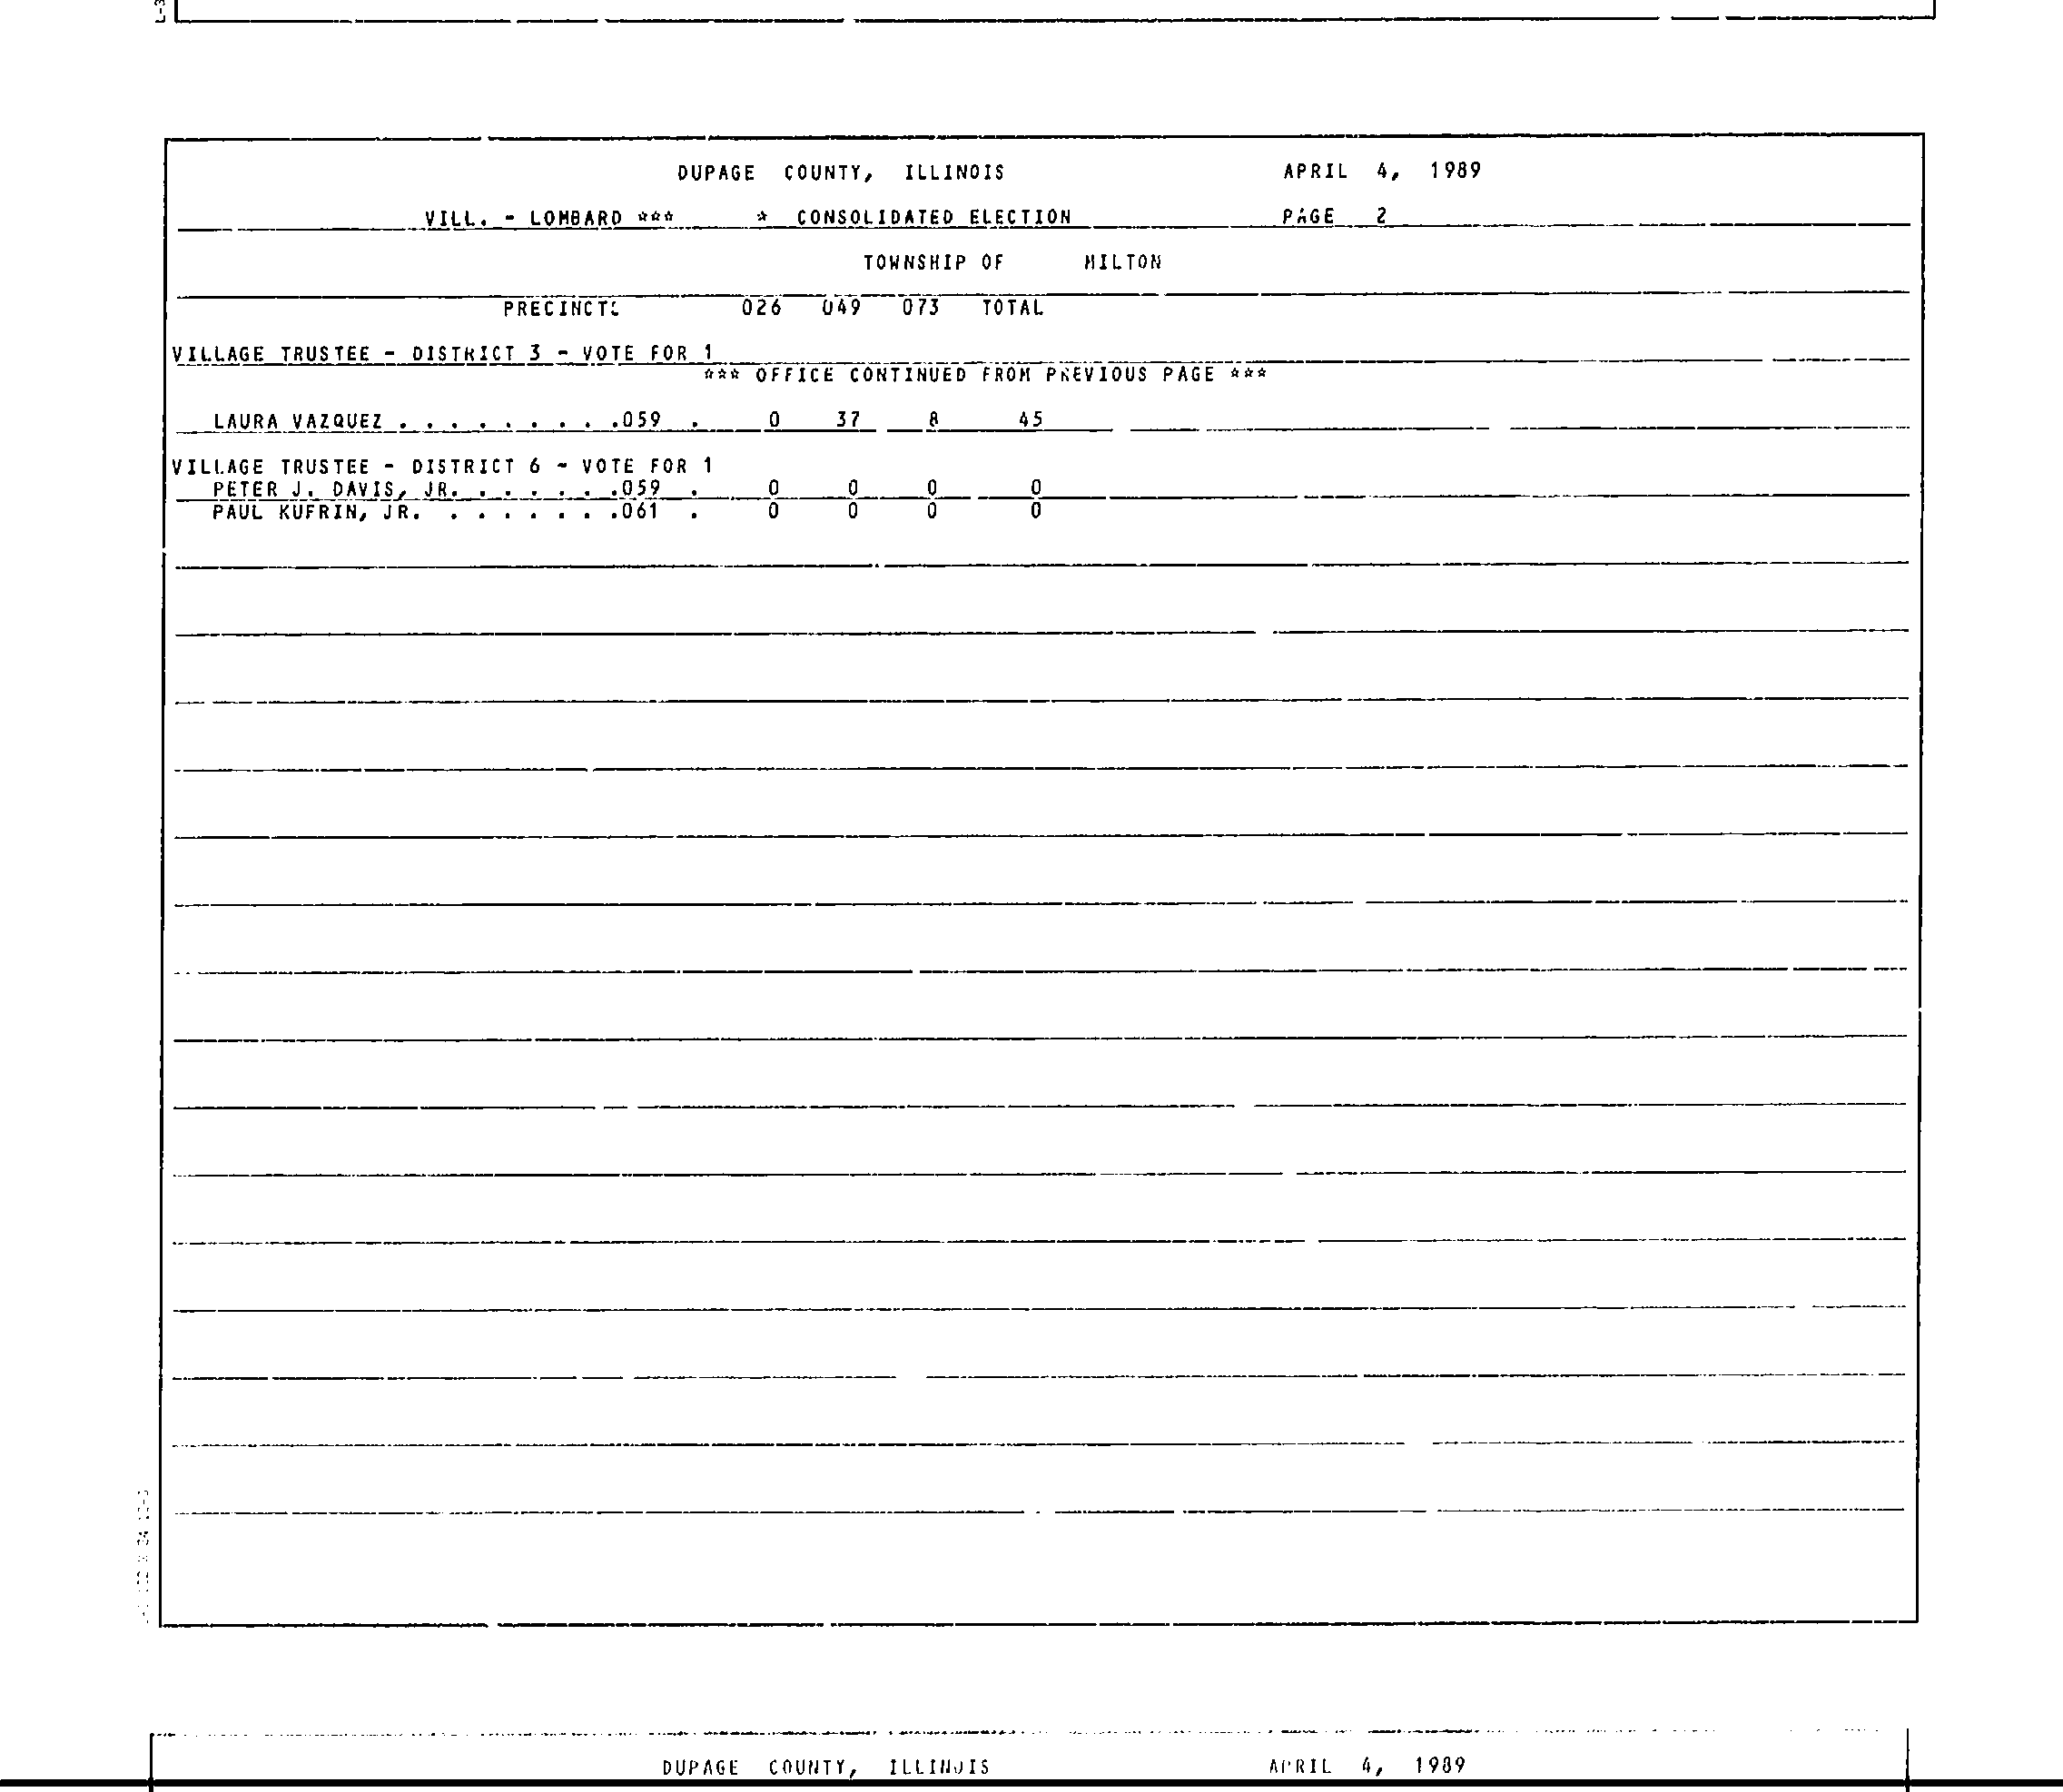 DUPAGE COUNTY, ILLINOIS APRIL 4, 1989
VILL. - LOMBARD *** * CONSOLIDATED ELECTION PAGE 2
TOWNSHIP OF MILTON
PRECINCTS 026 049 073 TOTAL
VILLAGE TRUSTEE - DISTRICT 3 - VOTE FOR 1
*** OFFICE CONTINUED FROM PREVIOUS PAGE ***
LAURA VAZQUEZ . . . . . . . . .059 . 0 37 8 45
VILLAGE TRUSTEE - DISTRICT 6 - VOTE FOR 1
PETER J. DAVIS, JR. . . . . . .059 . 0 0 0 0
PAUL KUFRIN, JR. . . . . . . .061 . 0 0 0 0
DUPAGE COUNTY, ILLINOIS APRIL 4, 1989